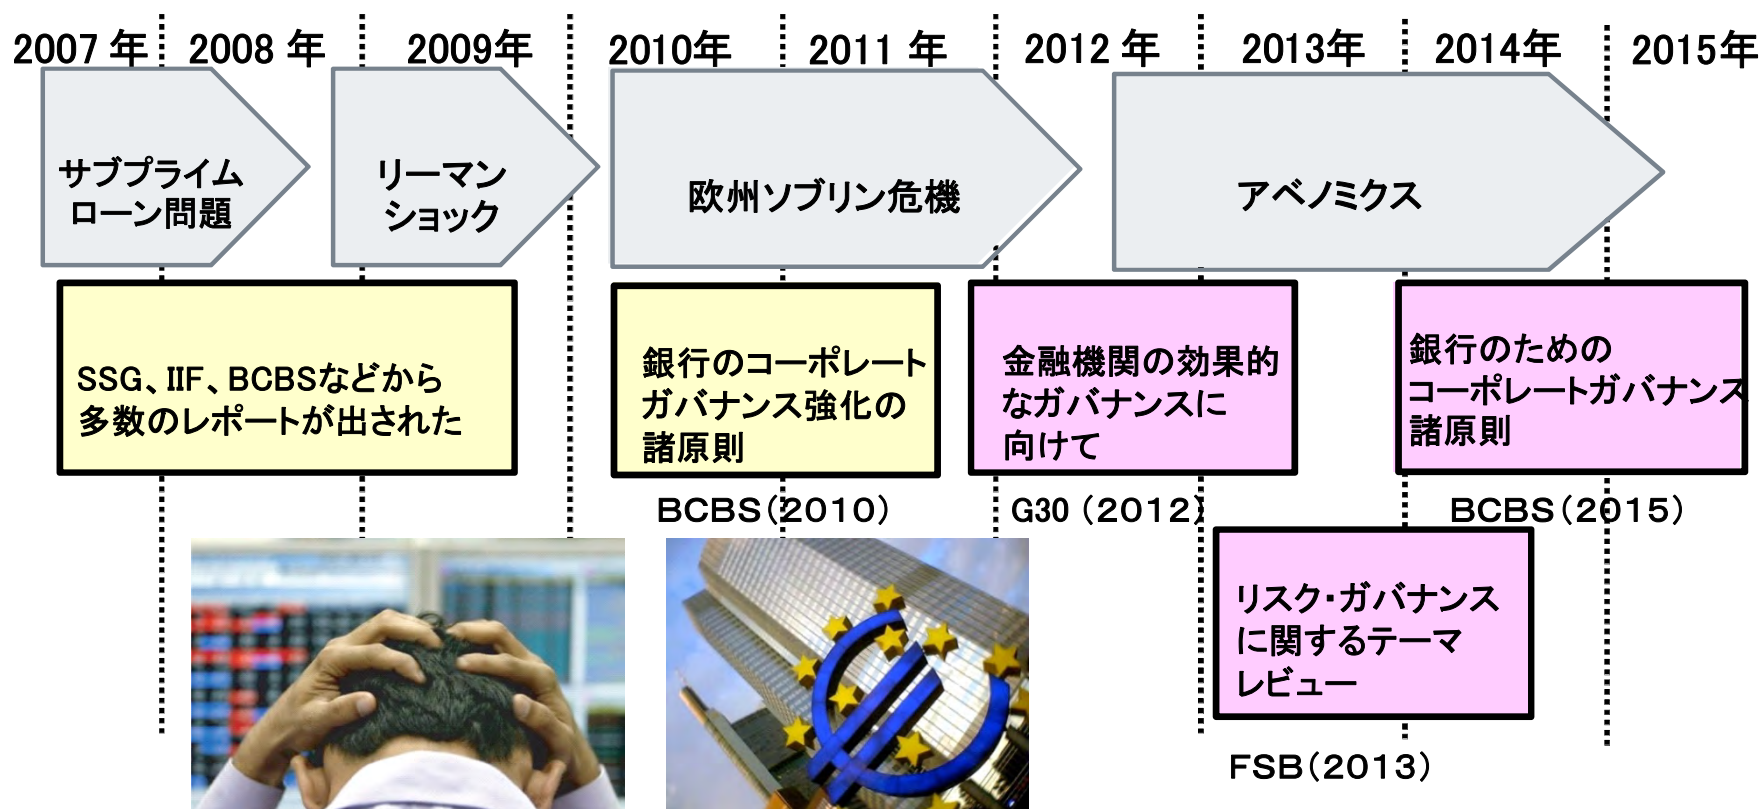 2007 年 2008 年 2009年 2010年 2011 年 2012 年 2013年 2014年 2015年
サブプライム
ローン問題
リーマン
ショック
欧州ソブリン危機
アベノミクス
SSG、IIF、BCBSなどから
多数のレポートが出された
銀行のコーポレート
ガバナンス強化の
諸原則
BCBS(2010)
金融機関の効果的
なガバナンスに
向けて
G30 (2012)
銀行のための
コーポレートガバナンス
諸原則
BCBS(2015)
リスク・ガバナンス
に関するテーマ
レビュー
FSB(2013)